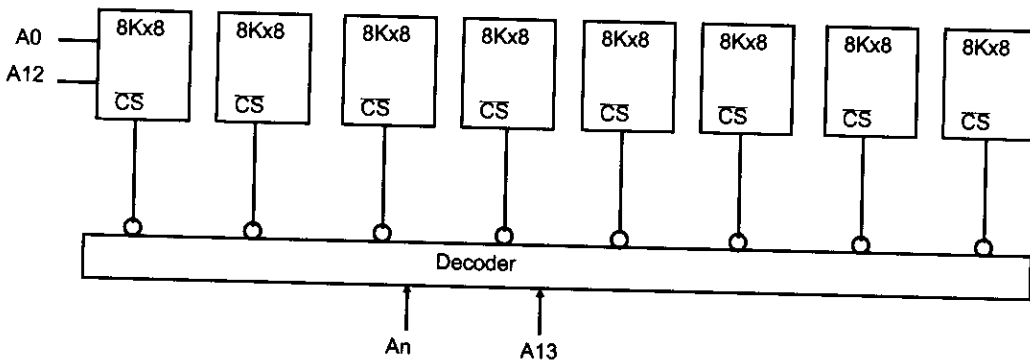 A0
A12
8Kx8 8Kx8 8Kx8 8Kx8 8Kx8 8Kx8 8Kx8 8Kx8
CS CS CS CS CS CS CS CS
Decoder
An A13